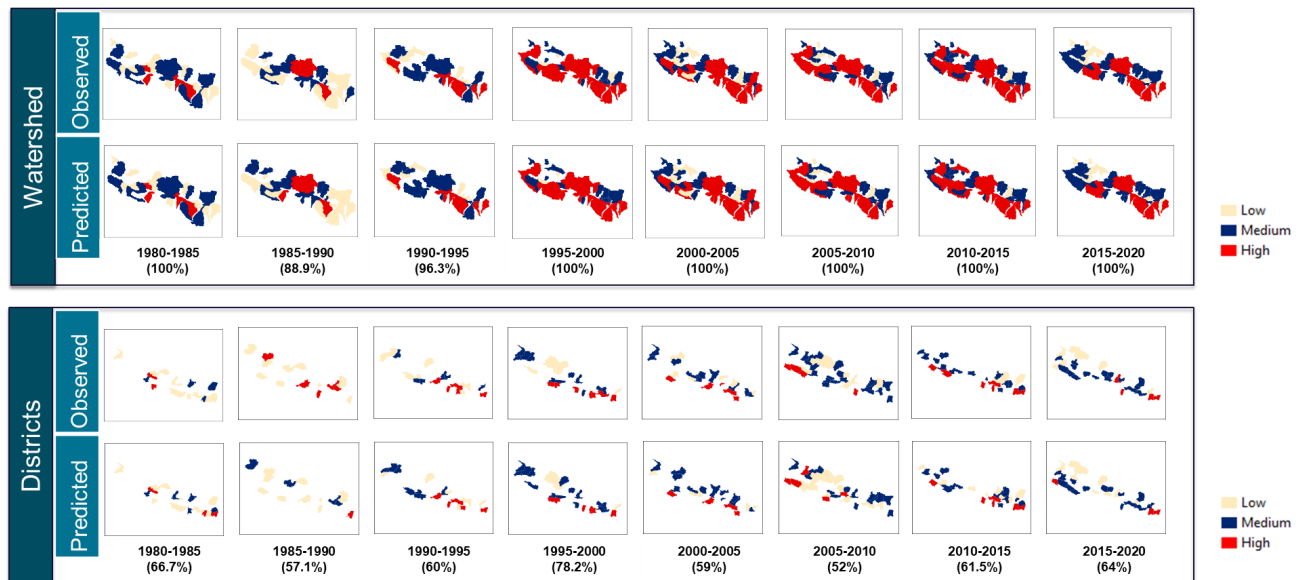 Watershed
Observed
Predicted
1980-1985
(100%)
1985-1990
(88.9%)
1990-1995
(96.3%)
1995-2000
(100%)
2000-2005
(100%)
2005-2010
(100%)
2010-2015
(100%)
2015-2020
(100%)
Low
Medium
High
Districts
Observed
Predicted
1980-1985
(66.7%)
1985-1990
(57.1%)
1990-1995
(60%)
1995-2000
(78.2%)
2000-2005
(59%)
2005-2010
(52%)
2010-2015
(61.5%)
2015-2020
(64%)
Low
Medium
High